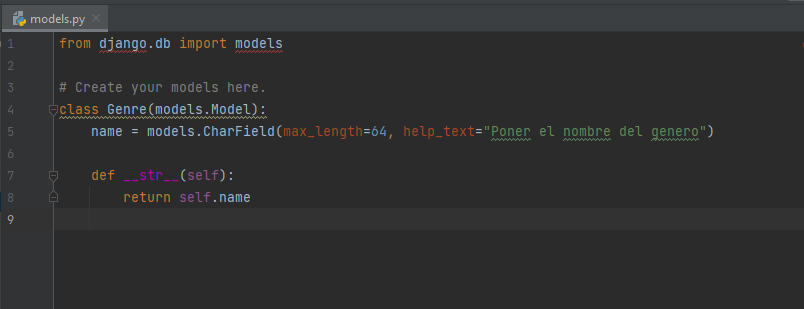 models.py
1 from django.db import models
2
3 # Create your models here.
4 class Genre(models.Model):
5     name = models.CharField(max_length=64, help_text="Poner el nombre del genero")
6
7     def __str__(self):
8         return self.name
9